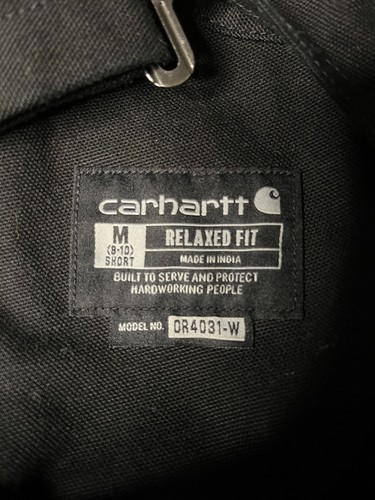 carhartt
M
(8-10)
SHORT
RELAXED FIT
MADE IN INDIA
BUILT TO SERVE AND PROTECT
HARDWORKING PEOPLE
MODEL NO. OR4031-W